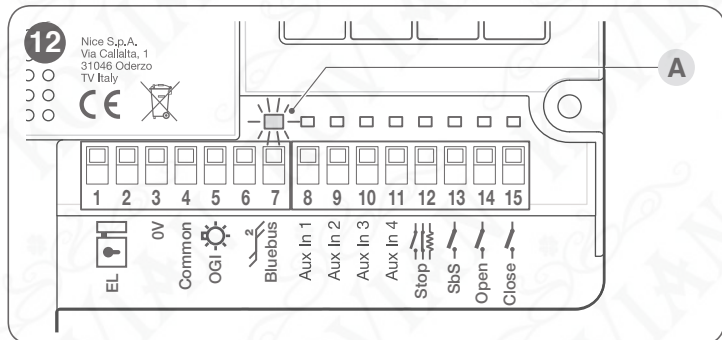 12
Nice S.p.A.
Via Callalta, 1
31046 Oderzo
TV Italy
CE
A
1 2 3 4 5 6 7 8 9 10 11 12 13 14 15
EL
0V
Common
OGI
2
Bluebus
Aux In 1
Aux In 2
Aux In 3
Aux In 4
Stop
SbS
Open
Close